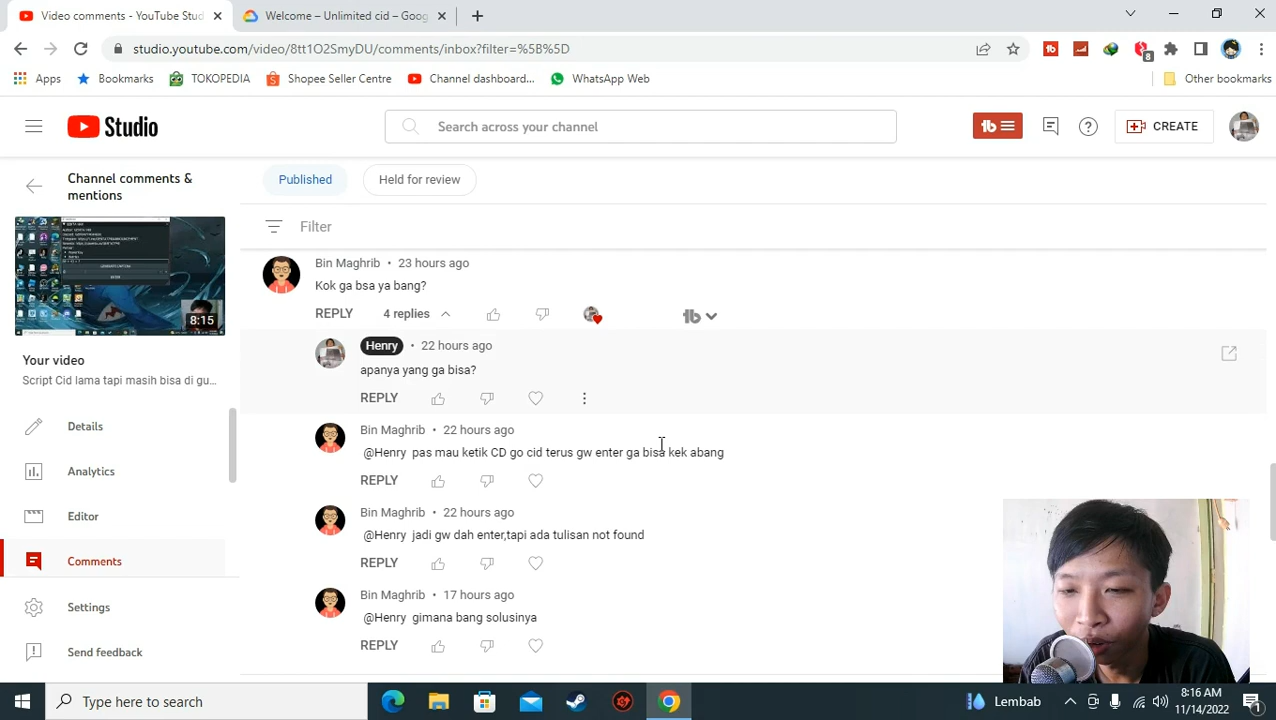 Video comments - YouTube Stud
Welcome – Unlimited cid – Goog
studio.youtube.com/video/8tt1O2SmyDU/comments/inbox?filter=%5B%5D
8
Apps
Bookmarks
TOKOPEDIA
Shopee Seller Centre
Channel dashboard...
WhatsApp Web
Other bookmarks
Studio
Search across your channel
CREATE
Channel comments &
mentions
8:15
Your video
Script Cid lama tapi masih bisa di gu...
Details
Analytics
Editor
Comments
Settings
Send feedback
Published
Held for review
Filter
Bin Maghrib • 23 hours ago
Kok ga bsa ya bang?
REPLY
4 replies
Henry • 22 hours ago
apanya yang ga bisa?
REPLY
Bin Maghrib • 22 hours ago
@Henry pas mau ketik CD go cid terus gw enter ga bisa kek abang
REPLY
Bin Maghrib • 22 hours ago
@Henry jadi gw dah enter,tapi ada tulisan not found
REPLY
Bin Maghrib • 17 hours ago
@Henry gimana bang solusinya
REPLY
Type here to search
Lembab
8:16 AM
11/14/2022
1